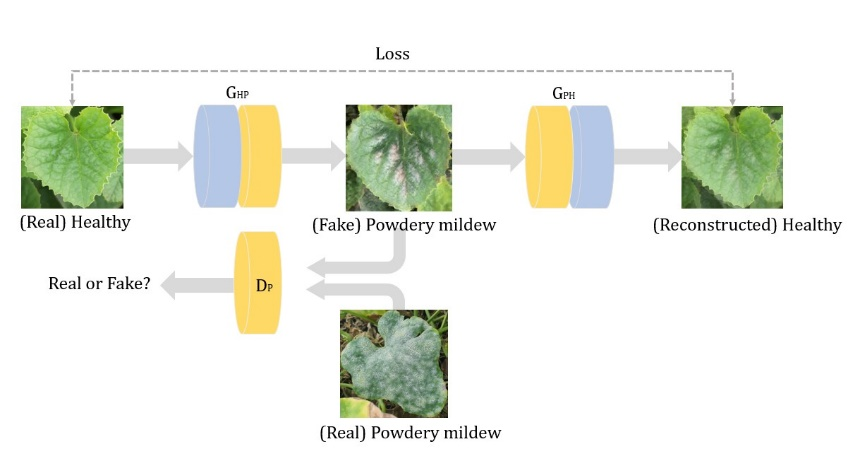 Loss
GHP
GPH
(Real) Healthy
(Fake) Powdery mildew
(Reconstructed) Healthy
Real or Fake?
DP
(Real) Powdery mildew